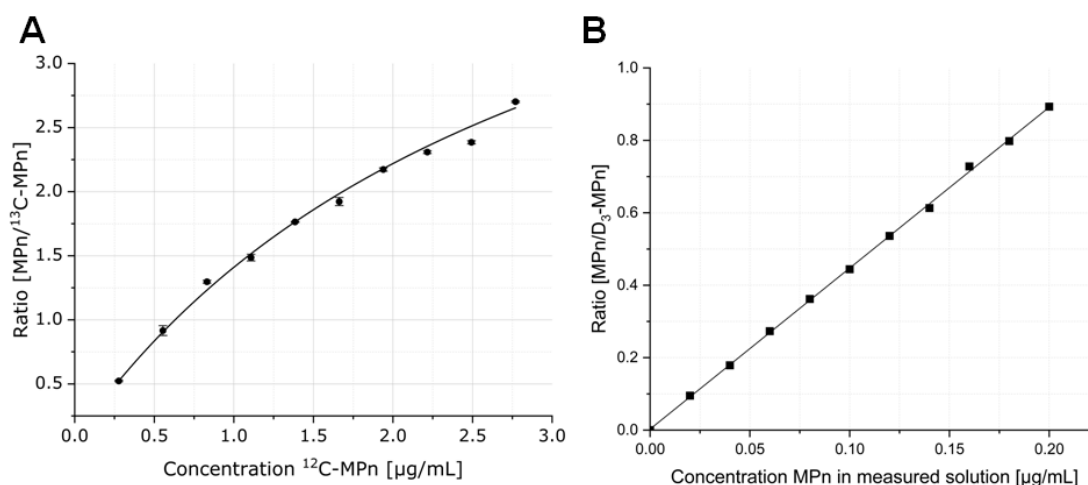 A
Ratio [MPn/¹³C-MPn]
3.0
2.5
2.0
1.5
1.0
0.5
0.0 0.5 1.0 1.5 2.0 2.5 3.0
Concentration ¹²C-MPn [µg/mL]
B
Ratio [MPn/D₃-MPn]
1.0
0.8
0.6
0.4
0.2
0.0
0.00 0.05 0.10 0.15 0.20
Concentration MPn in measured solution [µg/mL]